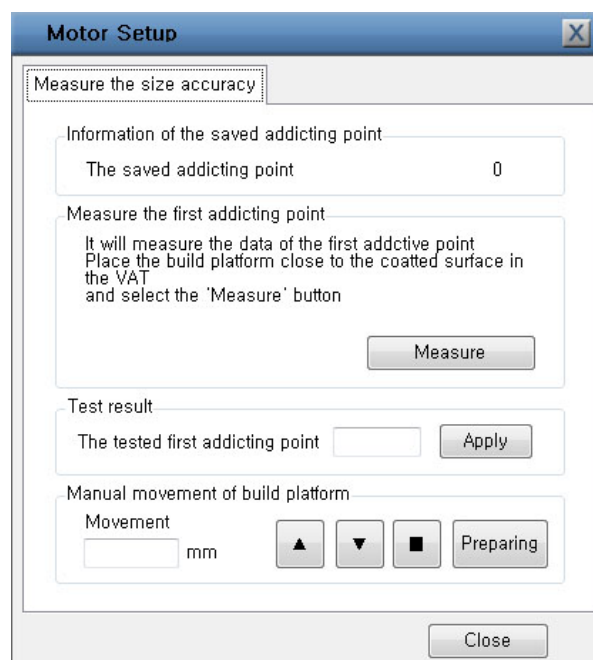 Motor Setup
X
Measure the size accuracy
Information of the saved addicting point
The saved addicting point 0
Measure the first addicting point
It will measure the data of the first addctive point
Place the build platform close to the coatted surface in
the VAT
and select the 'Measure' button
Measure
Test result
The tested first addicting point Apply
Manual movement of build platform
Movement
mm ▲ ▼ ■ Preparing
Close